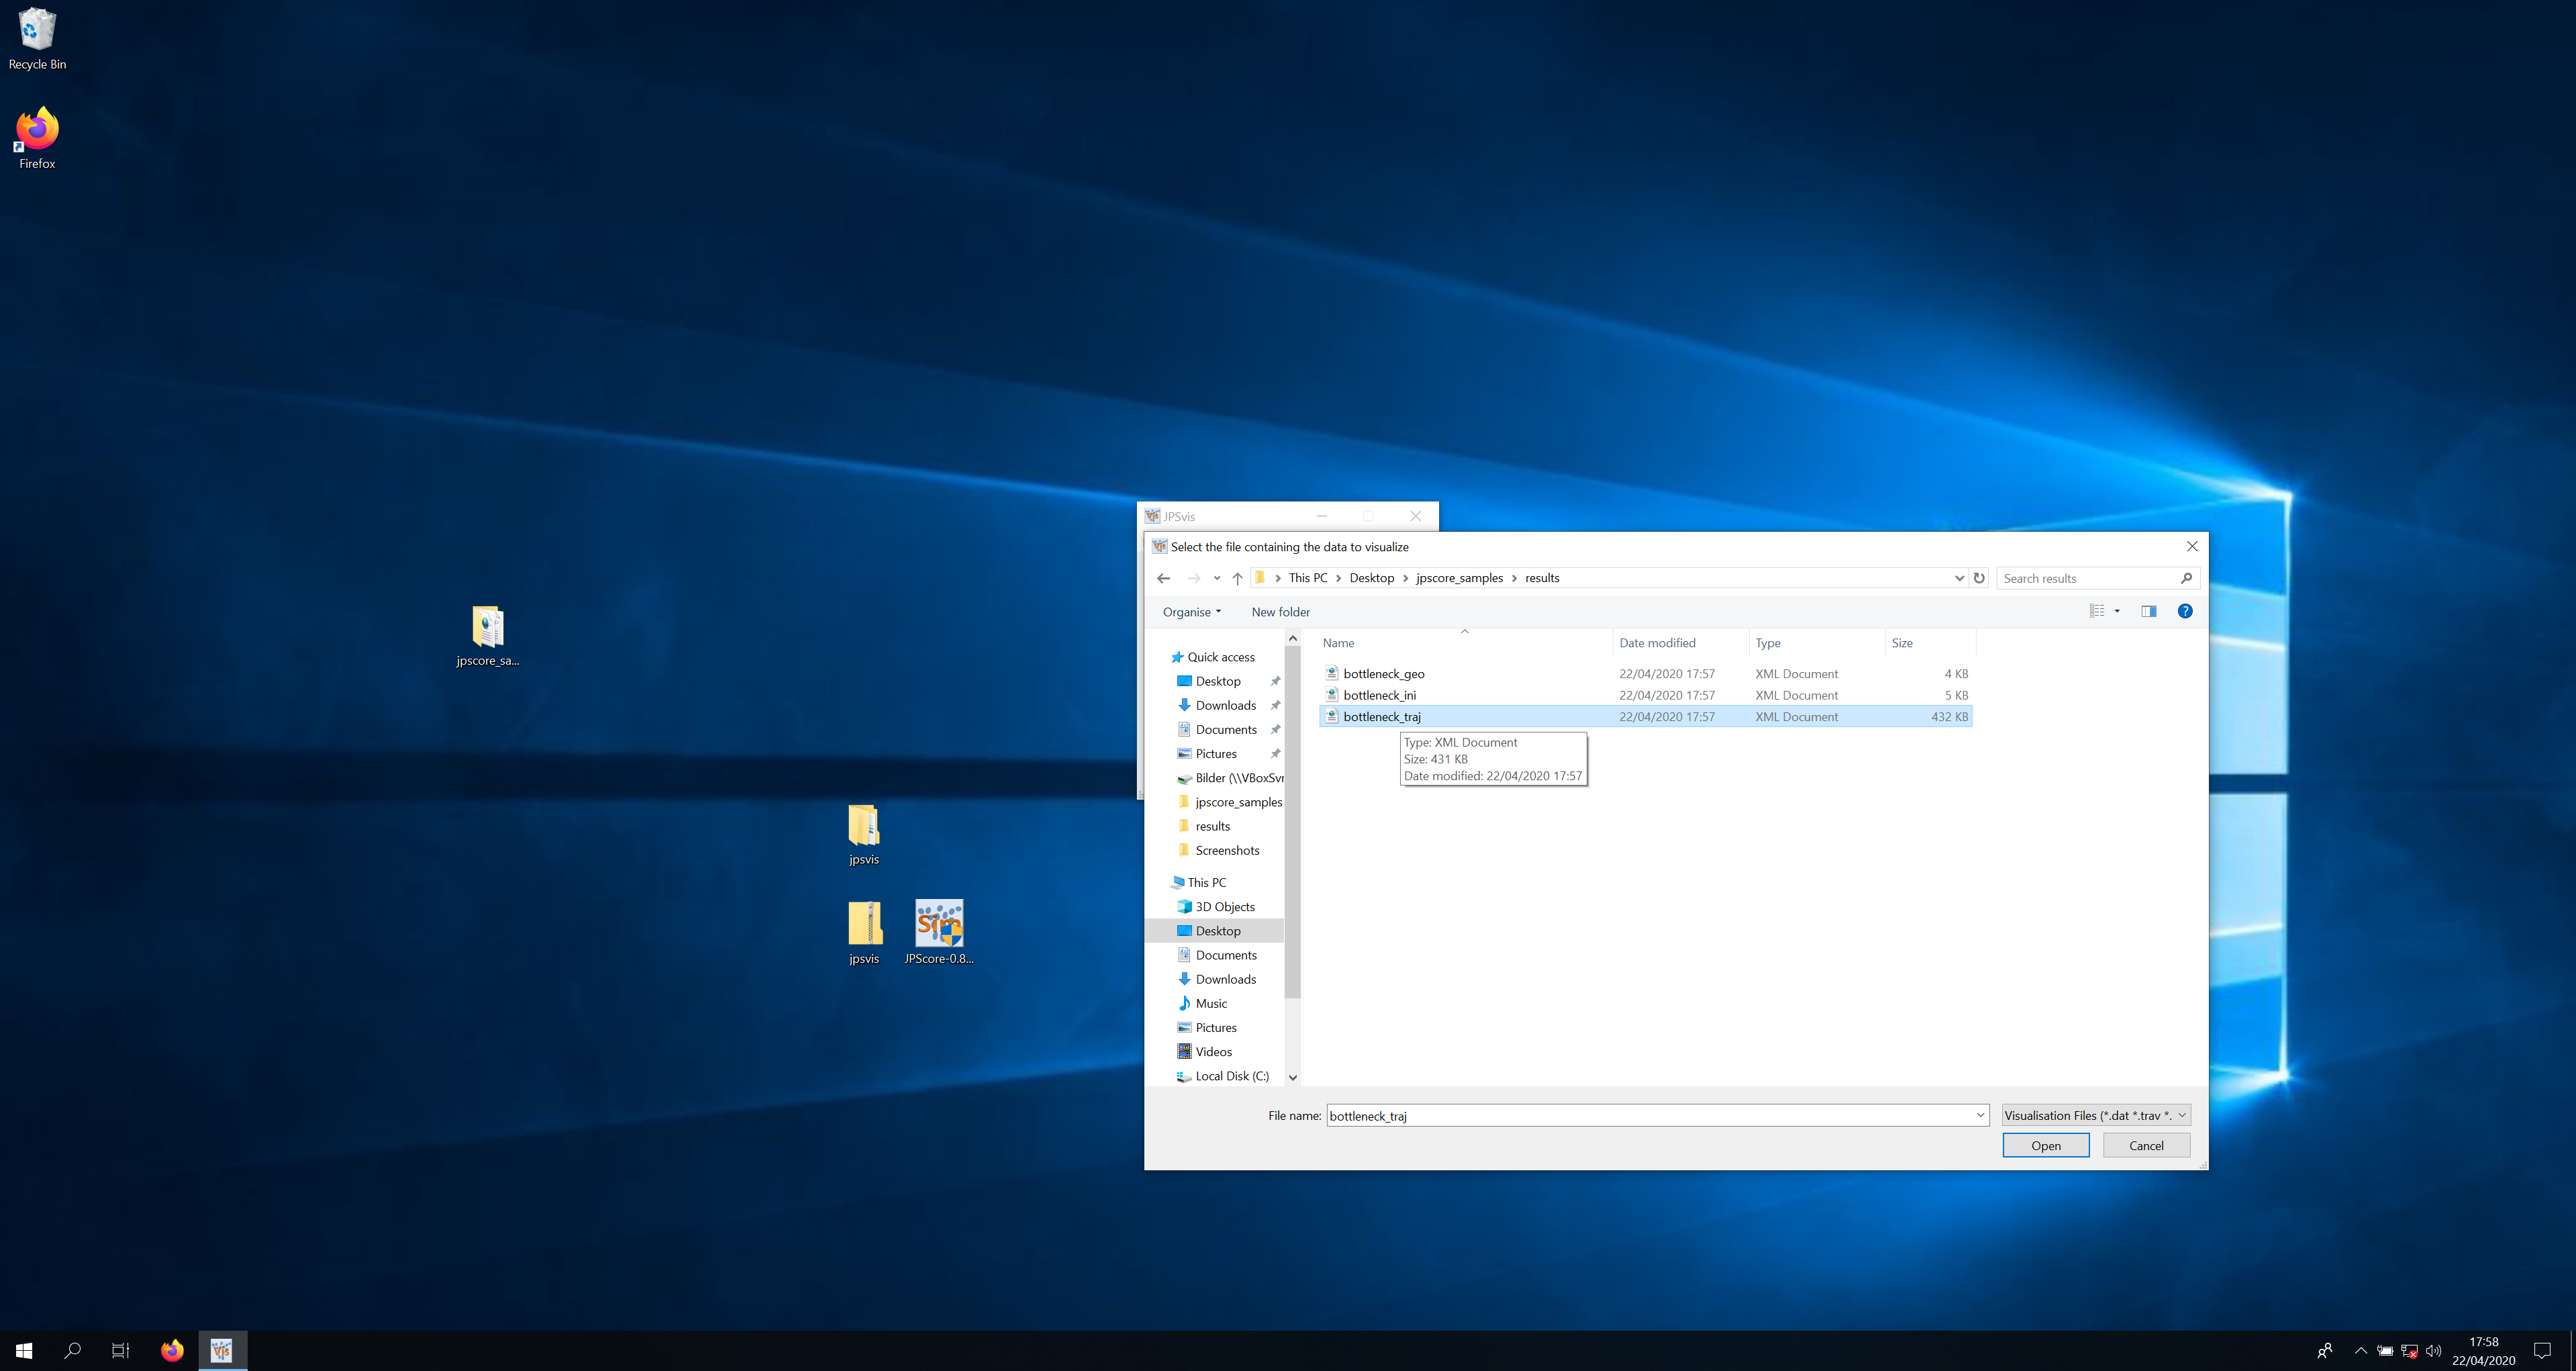 Recycle Bin
Firefox
jpscore_sa...
jpsvis
jpsvis
Sim
JPScore-0.8...
Vis JPSvis
Vis Select the file containing the data to visualize
This PC > Desktop > jpscore_samples > results
Search results
Organise
New folder
?
Name
Date modified
Type
Size
bottleneck_geo 22/04/2020 17:57 XML Document 4 KB
bottleneck_ini 22/04/2020 17:57 XML Document 5 KB
bottleneck_traj 22/04/2020 17:57 XML Document 432 KB
Type: XML Document
Size: 431 KB
Date modified: 22/04/2020 17:57
Quick access
Desktop
Downloads
Documents
Pictures
Bilder (\\VBoxSvr
jpscore_samples
results
Screenshots
This PC
3D Objects
Desktop
Documents
Downloads
Music
Pictures
Videos
Local Disk (C:)
File name: bottleneck_traj
Visualisation Files (*.dat *.trav *.
Open
Cancel
Vis
17:58
22/04/2020